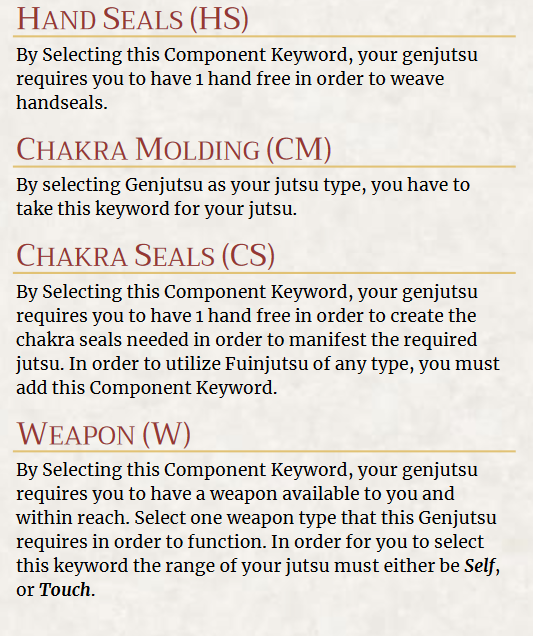 HAND SEALS (HS)
By Selecting this Component Keyword, your genjutsu
requires you to have 1 hand free in order to weave
handseals.
CHAKRA MOLDING (CM)
By selecting Genjutsu as your jutsu type, you have to
take this keyword for your jutsu.
CHAKRA SEALS (CS)
By Selecting this Component Keyword, your genjutsu
requires you to have 1 hand free in order to create the
chakra seals needed in order to manifest the required
jutsu. In order to utilize Fuinjutsu of any type, you must
add this Component Keyword.
WEAPON (W)
By Selecting this Component Keyword, your genjutsu
requires you to have a weapon available to you and
within reach. Select one weapon type that this Genjutsu
requires in order to function. In order for you to select
this keyword the range of your jutsu must either be Self,
or Touch.